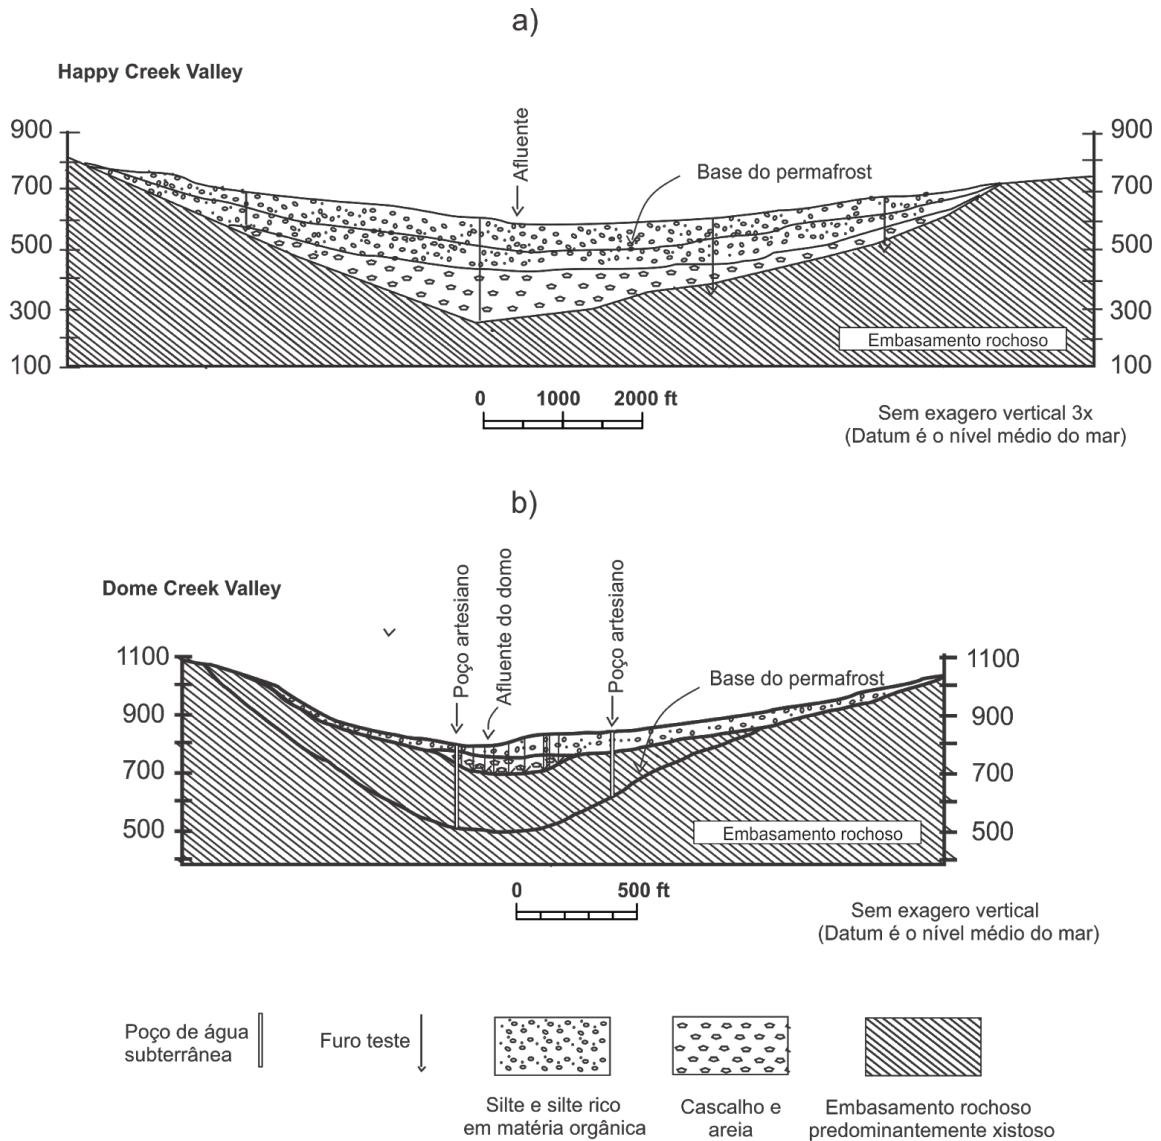 a)
Happy Creek Valley
Afluente
Base do permafrost
900
700
500
300
100
900
700
500
300
100
Embasamento rochoso
0 1000 2000 ft
Sem exagero vertical 3x
(Datum é o nível médio do mar)
b)
Dome Creek Valley
Poço artesiano
Afluente do domo
Poço artesiano
Base do permafrost
1100
900
700
500
1100
900
700
500
Embasamento rochoso
0 500 ft
Sem exagero vertical
(Datum é o nível médio do mar)
Poço de água
subterrânea
Furo teste
Silte e silte rico
em matéria orgânica
Cascalho e
areia
Embasamento rochoso
predominantemente xistoso